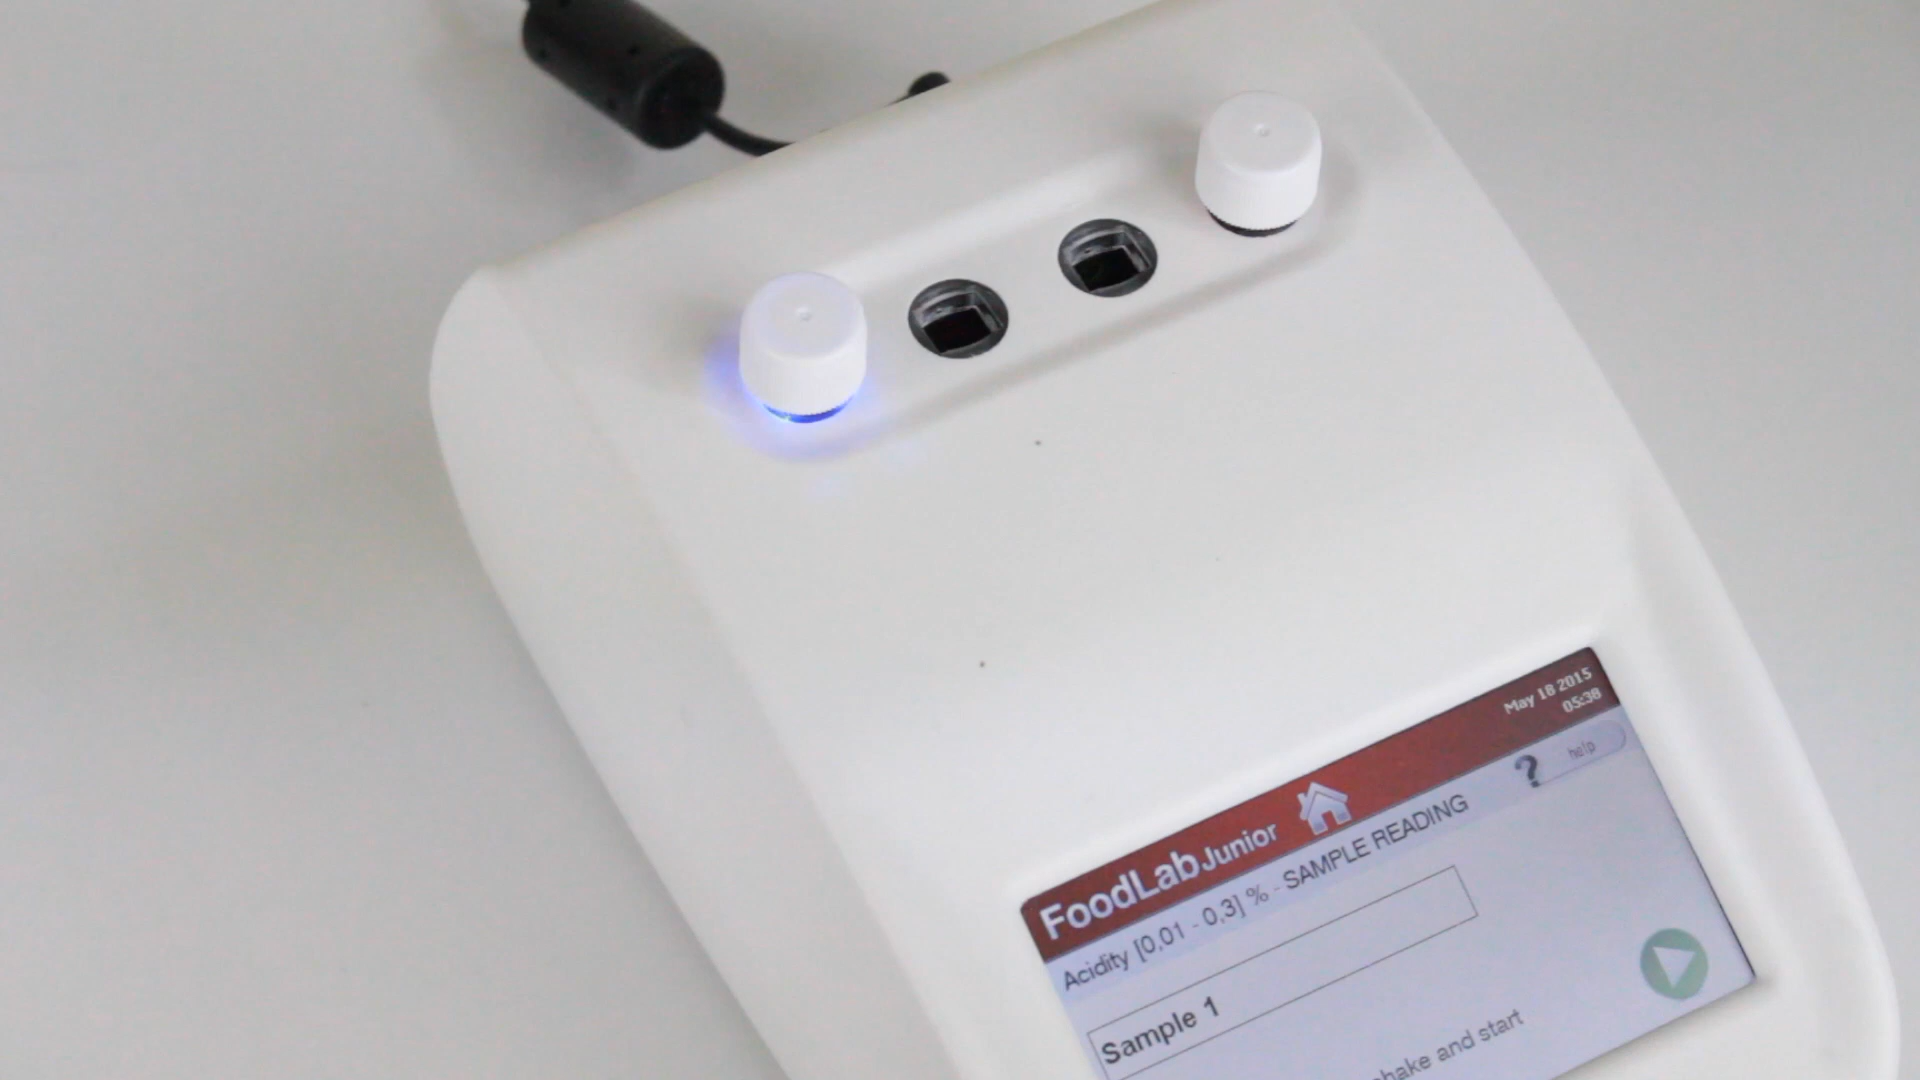 May 18 2015
05:38
FoodLab Junior
help
Acidity [0,01 - 0,3] % - SAMPLE READING
Sample 1
and start